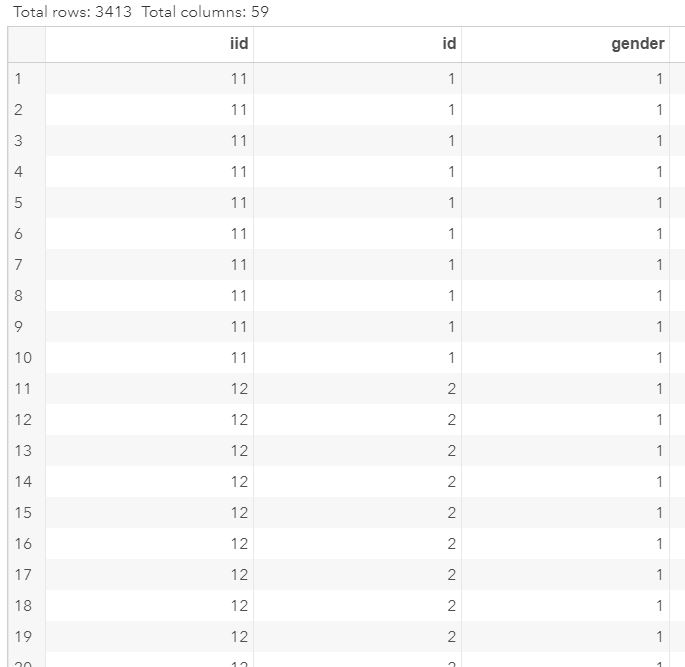 Total rows: 3413 Total columns: 59
iid id gender
1 11 1 1
2 11 1 1
3 11 1 1
4 11 1 1
5 11 1 1
6 11 1 1
7 11 1 1
8 11 1 1
9 11 1 1
10 11 1 1
11 12 2 1
12 12 2 1
13 12 2 1
14 12 2 1
15 12 2 1
16 12 2 1
17 12 2 1
18 12 2 1
19 12 2 1
20 12 2 1